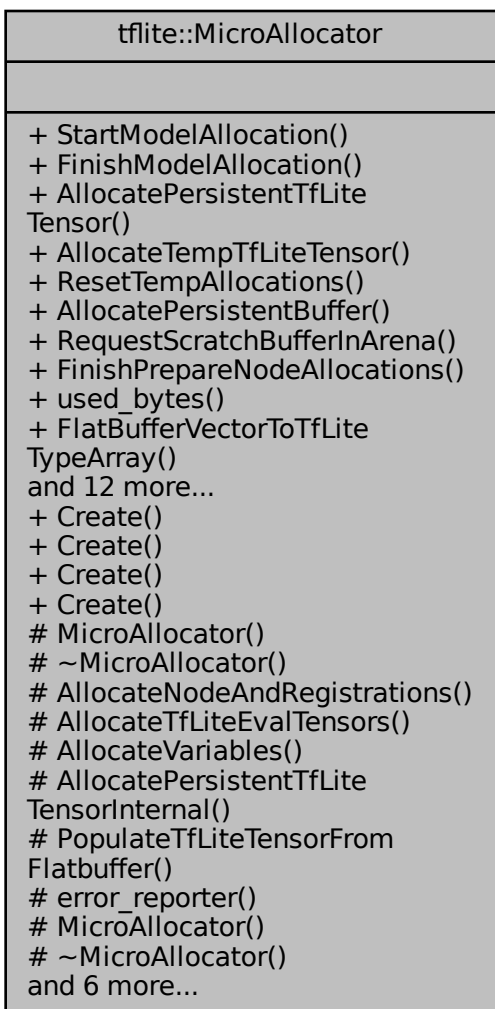 tflite::MicroAllocator
+ StartModelAllocation()
+ FinishModelAllocation()
+ AllocatePersistentTfLite
Tensor()
+ AllocateTempTfLiteTensor()
+ ResetTempAllocations()
+ AllocatePersistentBuffer()
+ RequestScratchBufferInArena()
+ FinishPrepareNodeAllocations()
+ used_bytes()
+ FlatBufferVectorToTfLite
TypeArray()
and 12 more...
+ Create()
+ Create()
+ Create()
+ Create()
# MicroAllocator()
# ~MicroAllocator()
# AllocateNodeAndRegistrations()
# AllocateTfLiteEvalTensors()
# AllocateVariables()
# AllocatePersistentTfLite
TensorInternal()
# PopulateTfLiteTensorFrom
Flatbuffer()
# error_reporter()
# MicroAllocator()
# ~MicroAllocator()
and 6 more...